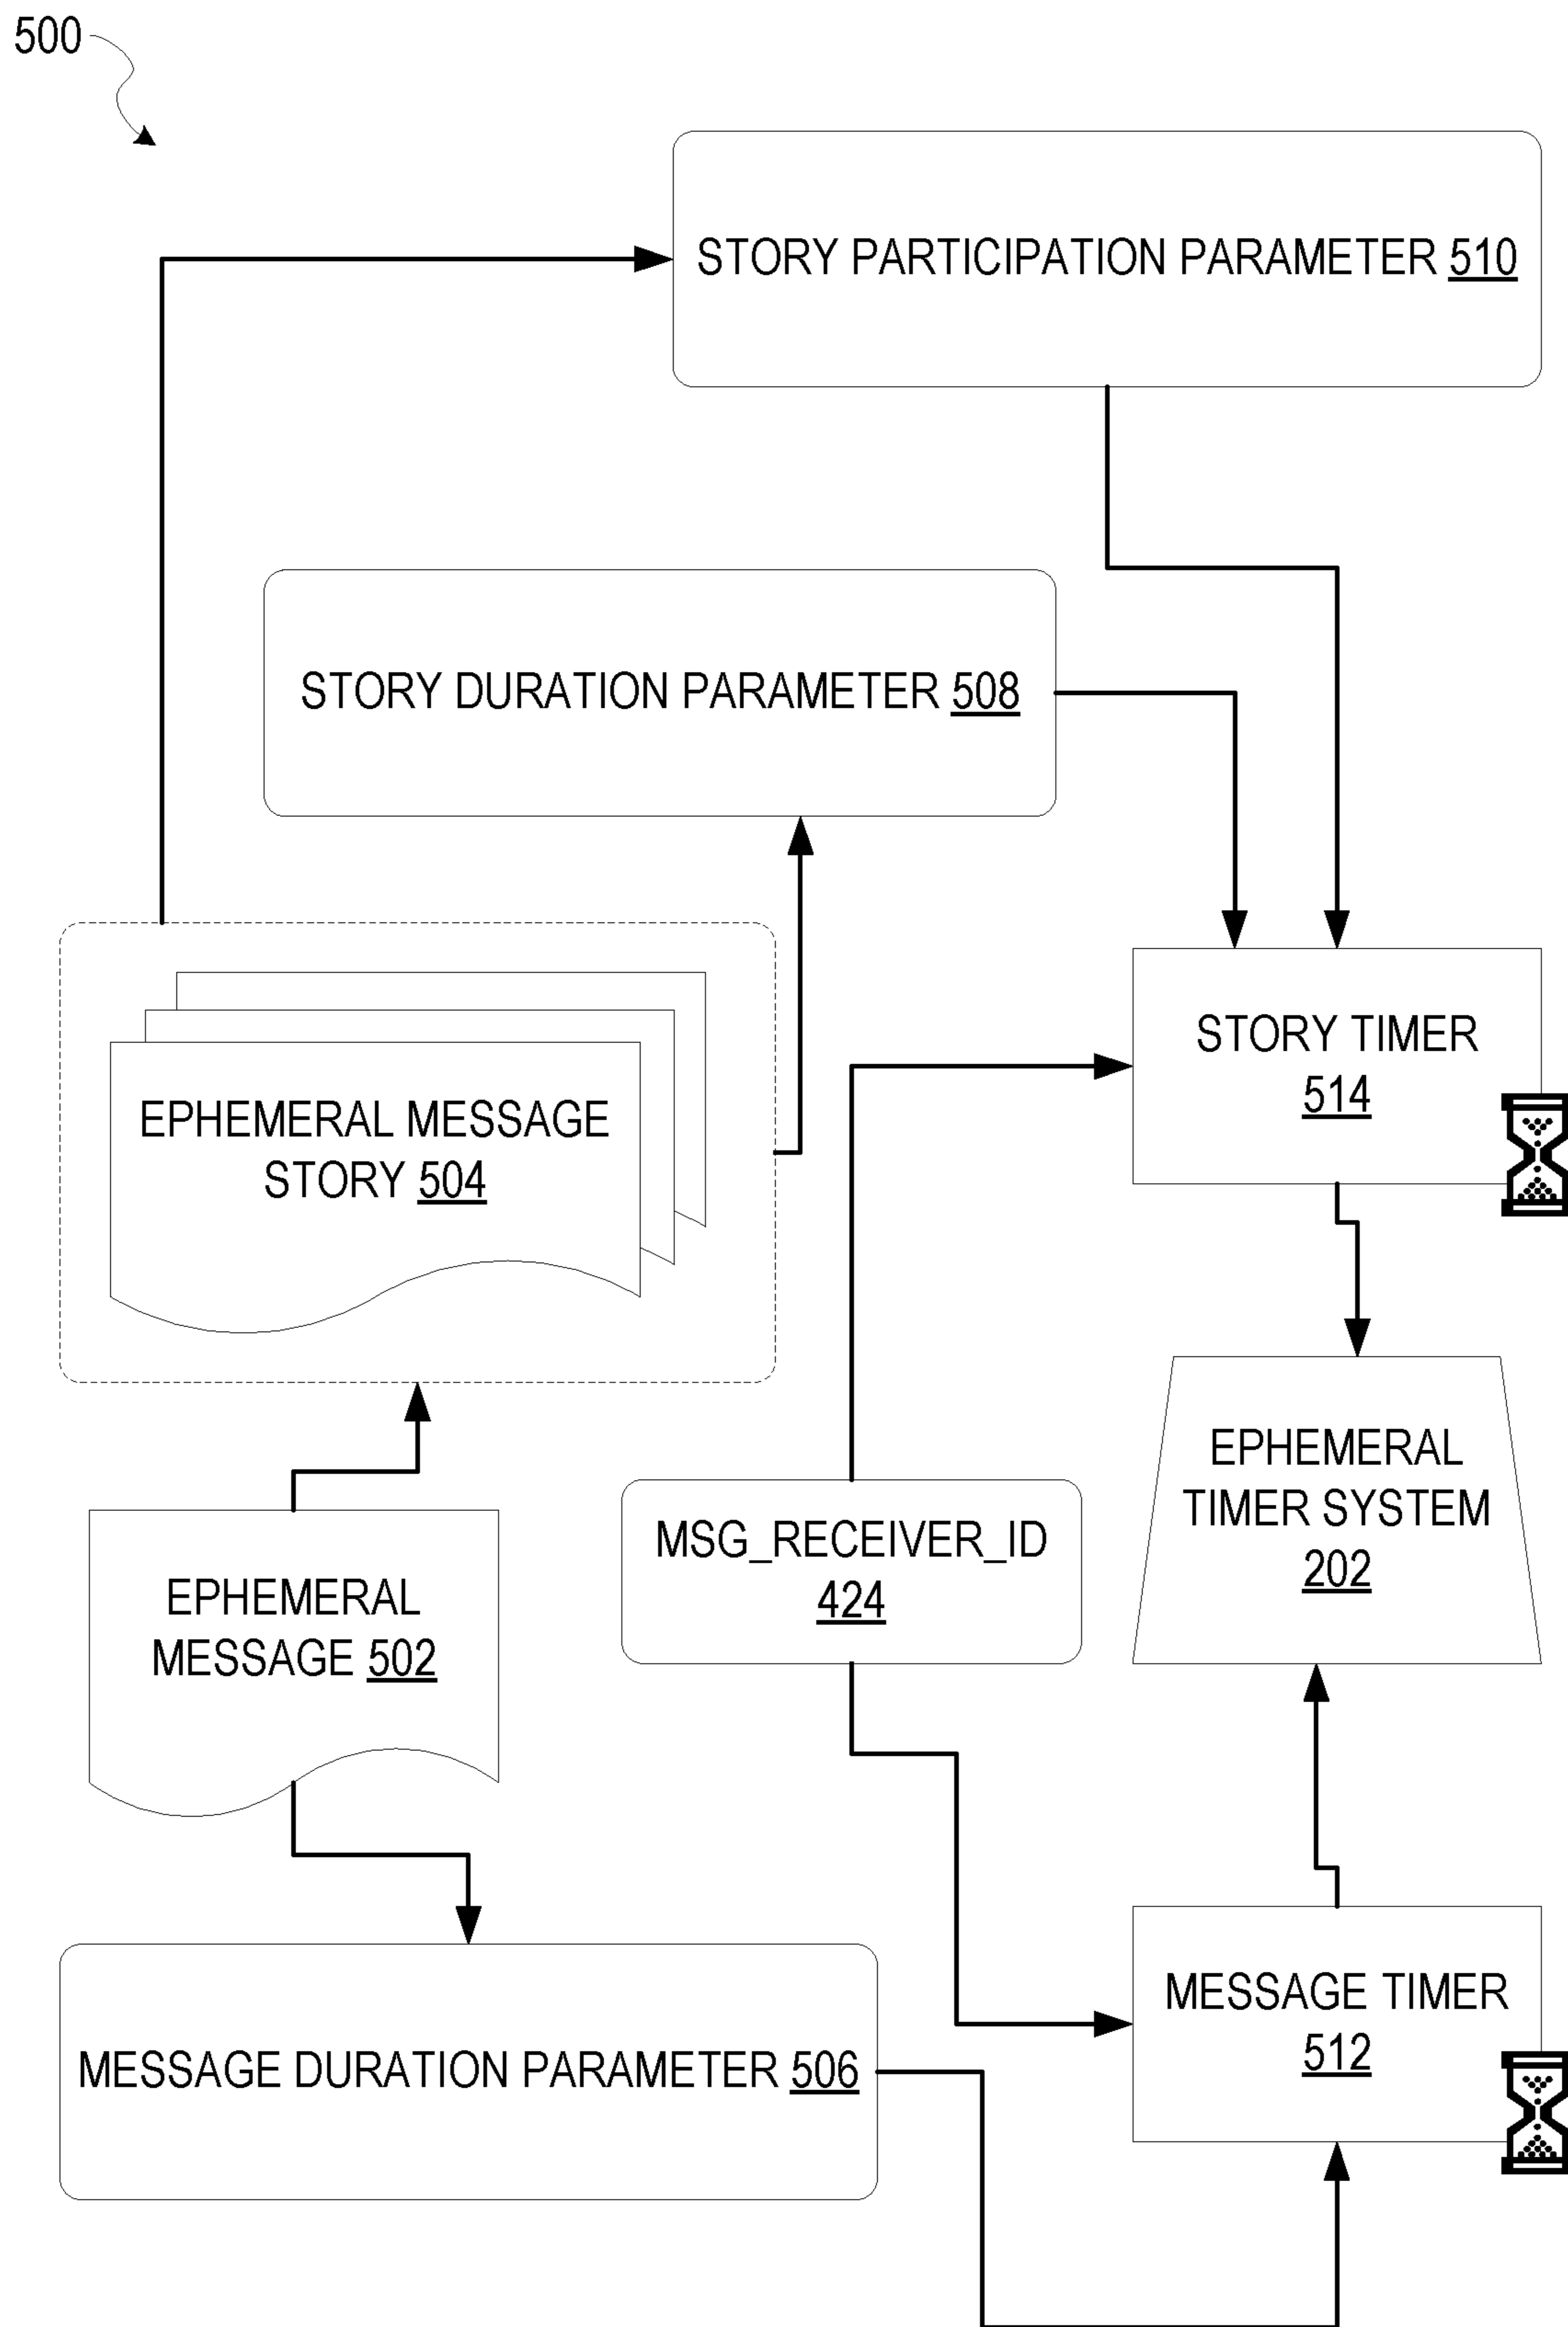 500
STORY PARTICIPATION PARAMETER 510
STORY DURATION PARAMETER 508
STORY TIMER
514
EPHEMERAL MESSAGE
STORY 504
EPHEMERAL
TIMER SYSTEM
202
MSG_RECEIVER_ID
424
EPHEMERAL
MESSAGE 502
MESSAGE TIMER
512
MESSAGE DURATION PARAMETER 506